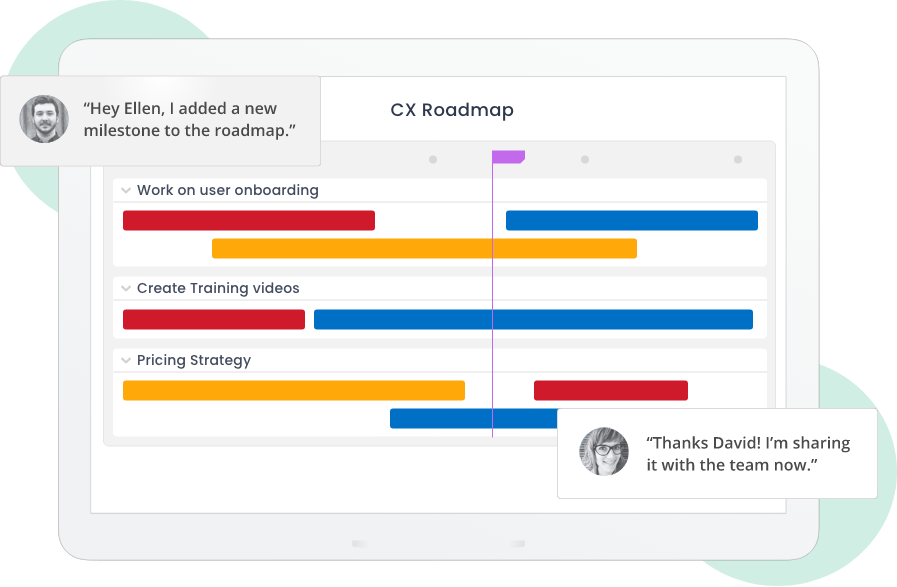 “Hey Ellen, I added a new
milestone to the roadmap.”
CX Roadmap
Work on user onboarding
Create Training videos
Pricing Strategy
“Thanks David! I’m sharing
it with the team now.”